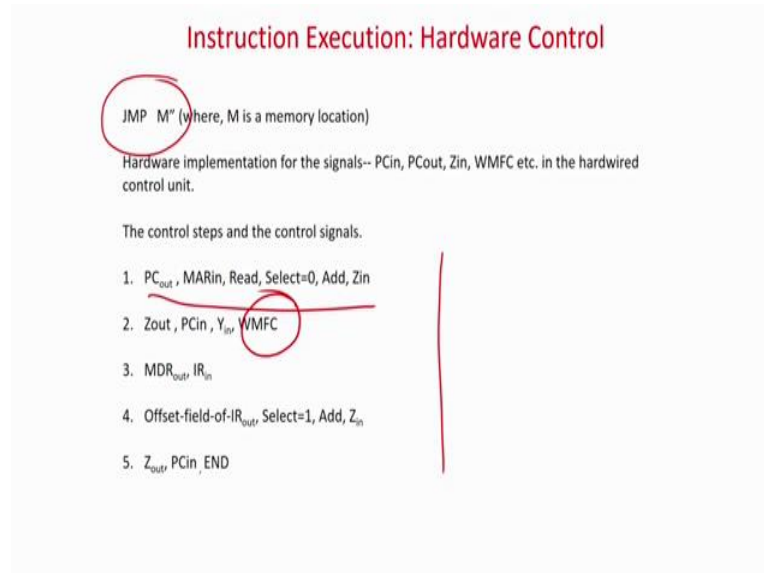 Instruction Execution: Hardware Control
JMP M" (where, M is a memory location)
Hardware implementation for the signals-- PCin, PCout, Zin, WMFC etc. in the hardwired
control unit.
The control steps and the control signals.
1. PCout , MARin, Read, Select=0, Add, Zin
2. Zout , PCin , Yin, WMFC
3. MDRout, IRin
4. Offset-field-of-IRout, Select=1, Add, Zin
5. Zout, PCin, END